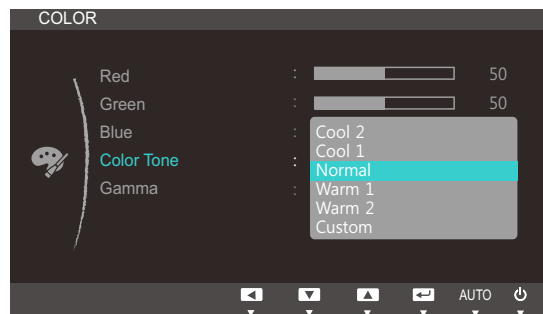 COLOR
Red : 50
Green : 50
Blue :
Color Tone :
Gamma :
Cool 2
Cool 1
Normal
Warm 1
Warm 2
Custom
AUTO